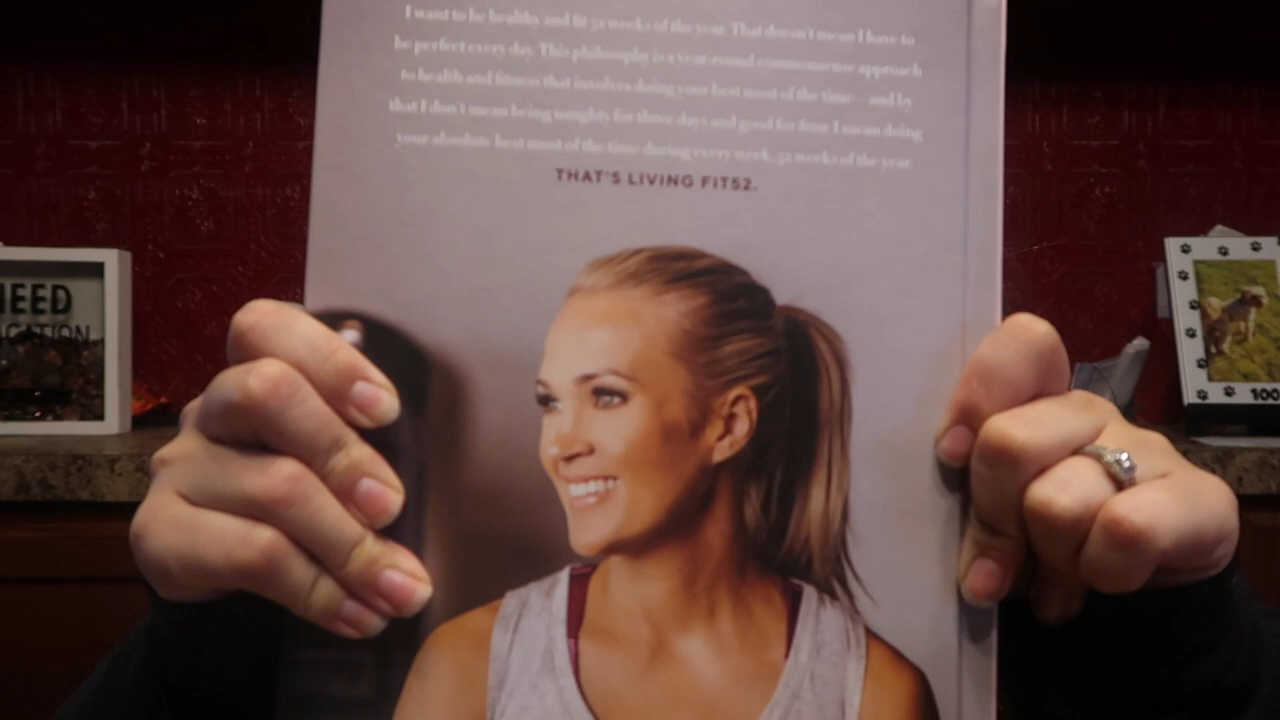 I want to be healthy and fit 52 weeks of the year. That doesn't mean I have to
be perfect every day. This philosophy is a year-round commonsense approach
to health and fitness that involves doing your best most of the time—and by
that I don't mean being naughty for three days and good for four. I mean doing
your absolute best most of the time during every week, 52 weeks of the year.
THAT'S LIVING FIT52.
NEED
100